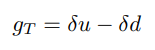 g_T = δu − δd